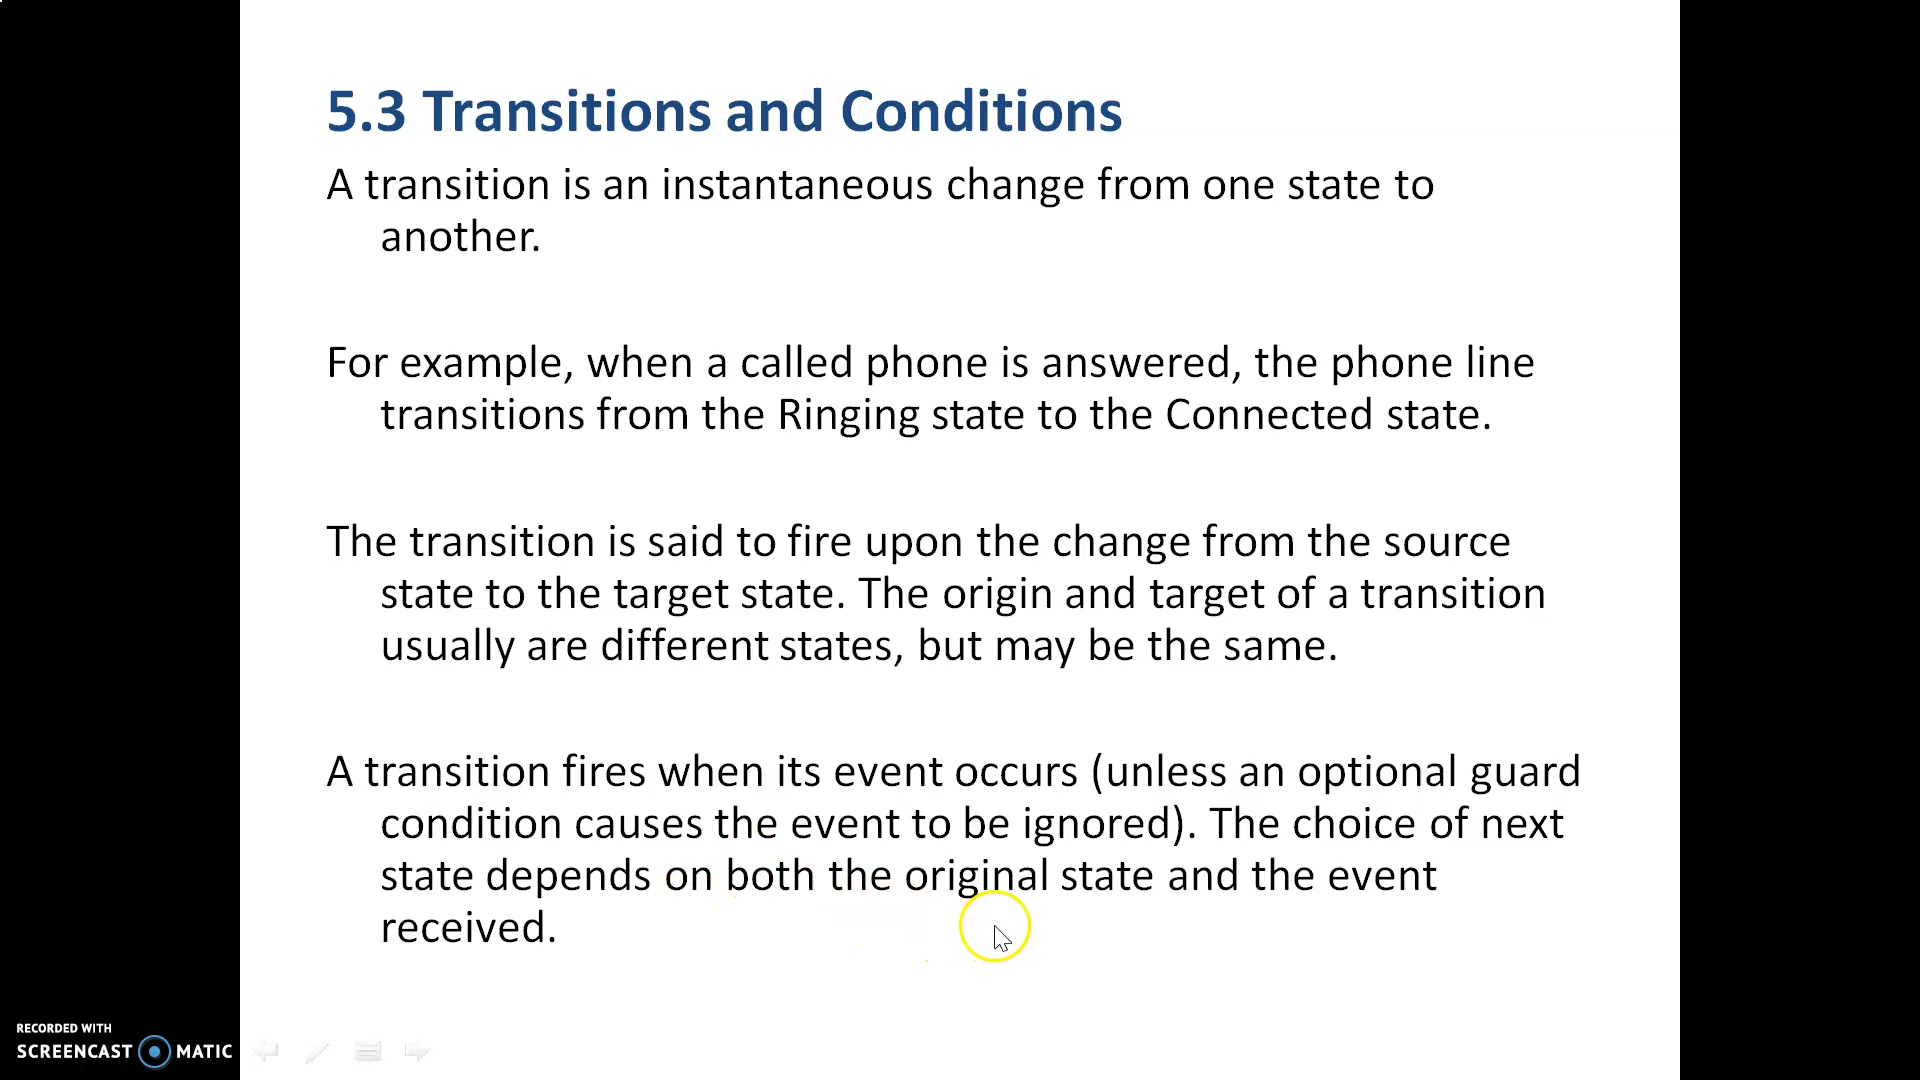 5.3 Transitions and Conditions
A transition is an instantaneous change from one state to
another.
For example, when a called phone is answered, the phone line
transitions from the Ringing state to the Connected state.
The transition is said to fire upon the change from the source
state to the target state. The origin and target of a transition
usually are different states, but may be the same.
A transition fires when its event occurs (unless an optional guard
condition causes the event to be ignored). The choice of next
state depends on both the original state and the event
received.
RECORDED WITH
SCREENCAST MATIC